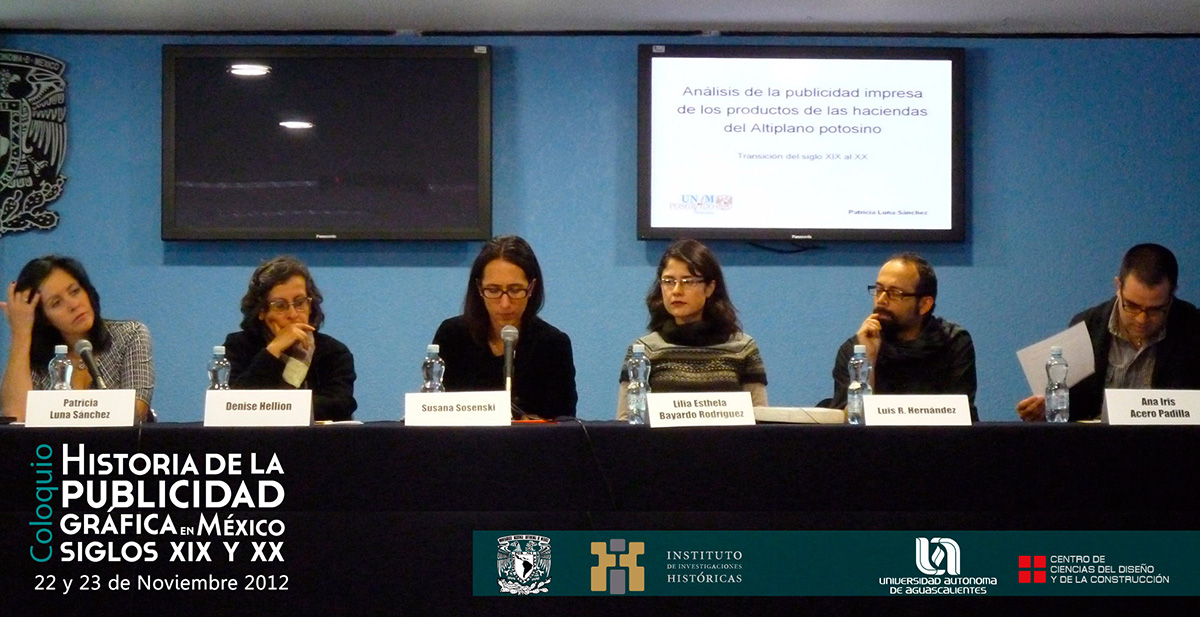 Análisis de la publicidad impresa
de los productos de las haciendas
del Altiplano potosino
Transición del siglo XIX al XX
Patricia Luna Sánchez
Panasonic
Panasonic
Patricia
Luna Sánchez
Denise Hellion
Susana Sosenski
Lilia Esthela
Bayardo Rodríguez
Luis R. Hernández
Ana Iris
Acero Padilla
Coloquio
HISTORIA DE LA
PUBLICIDAD
GRÁFICA EN MÉXICO
SIGLOS XIX Y XX
22 y 23 de Noviembre 2012
INSTITUTO
DE INVESTIGACIONES
HISTÓRICAS
UNIVERSIDAD AUTONOMA
DE AGUASCALIENTES
CENTRO DE
CIENCIAS DEL DISEÑO
Y DE LA CONSTRUCCIÓN